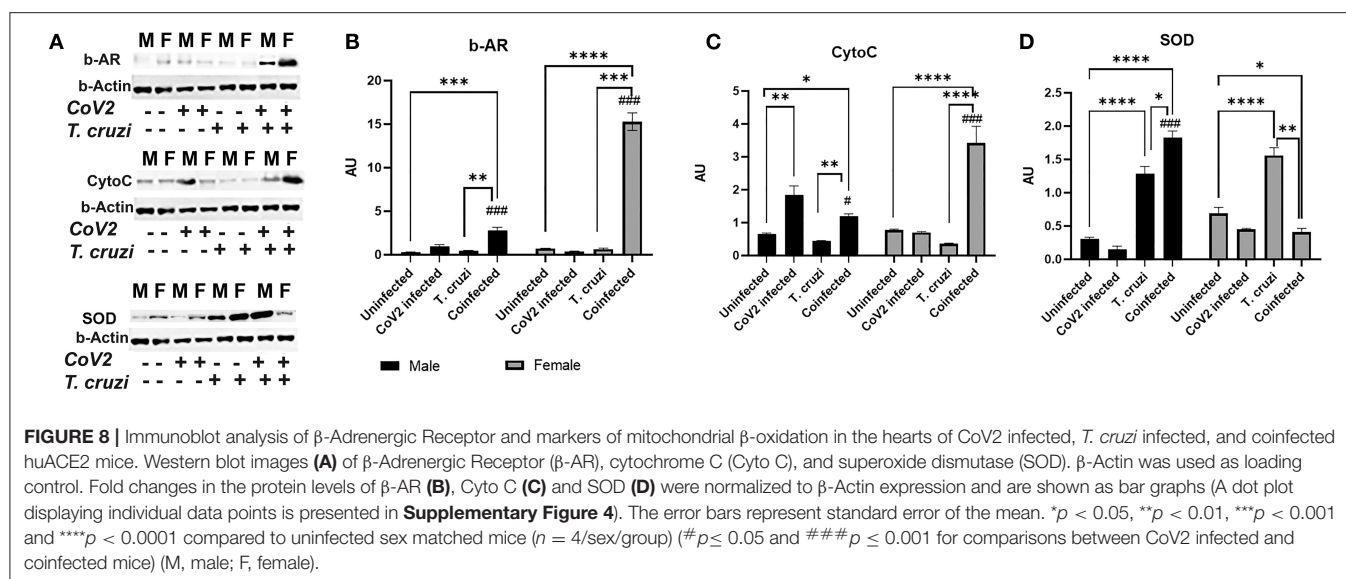 A
M F M F M F M F
b-AR
b-Actin
CoV2 - - + + - - + +
T. cruzi - - - - + + + +
M F M F M F M F
CytoC
b-Actin
CoV2 - - + + - - + +
T. cruzi - - - - + + + +
M F M F M F M F
SOD
b-Actin
CoV2 - - + + - - + +
T. cruzi - - - - + + + +
B
b-AR
AU
20
15
10
5
0
***
**
###
****
***
###
Uninfected
CoV2 infected
T. cruzi
Coinfected
Uninfected
CoV2 infected
T. cruzi
Coinfected
C
CytoC
AU
5
4
3
2
1
0
*
**
**
#
****
****
###
Uninfected
CoV2 infected
T. cruzi
Coinfected
Uninfected
CoV2 infected
T. cruzi
Coinfected
D
SOD
AU
2.5
2.0
1.5
1.0
0.5
0.0
****
****
*
###
*
****
**
Uninfected
CoV2 infected
T. cruzi
Coinfected
Uninfected
CoV2 infected
T. cruzi
Coinfected
Male
Female
FIGURE 8 | Immunoblot analysis of β-Adrenergic Receptor and markers of mitochondrial β-oxidation in the hearts of CoV2 infected, T. cruzi infected, and coinfected
huACE2 mice. Western blot images (A) of β-Adrenergic Receptor (β-AR), cytochrome C (Cyto C), and superoxide dismutase (SOD). β-Actin was used as loading
control. Fold changes in the protein levels of β-AR (B), Cyto C (C) and SOD (D) were normalized to β-Actin expression and are shown as bar graphs (A dot plot
displaying individual data points is presented in Supplementary Figure 4). The error bars represent standard error of the mean. *p < 0.05, **p < 0.01, ***p < 0.001
and ****p < 0.0001 compared to uninfected sex matched mice (n = 4/sex/group) (#p≤ 0.05 and ###p ≤ 0.001 for comparisons between CoV2 infected and
coinfected mice) (M, male; F, female).